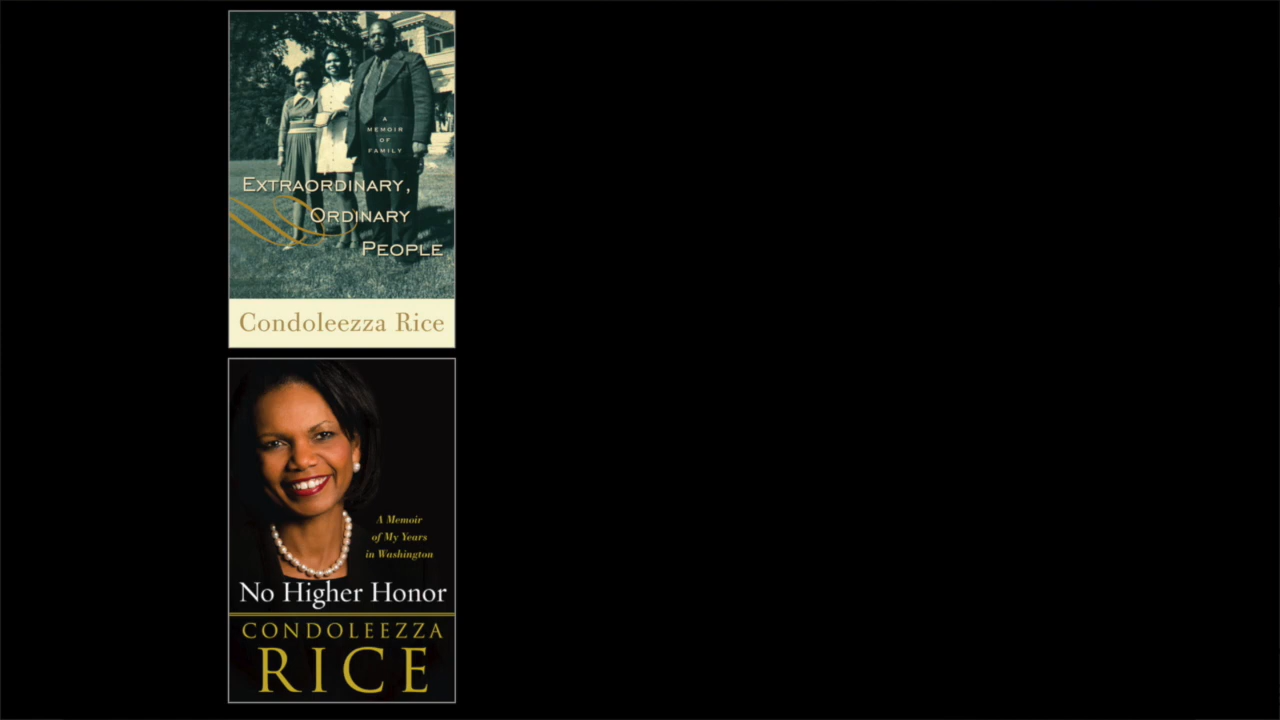 A
MEMOIR
OF
FAMILY
EXTRAORDINARY,
ORDINARY
PEOPLE
Condoleezza Rice
A Memoir
of My Years
in Washington
No Higher Honor
CONDOLEEZZA
RICE